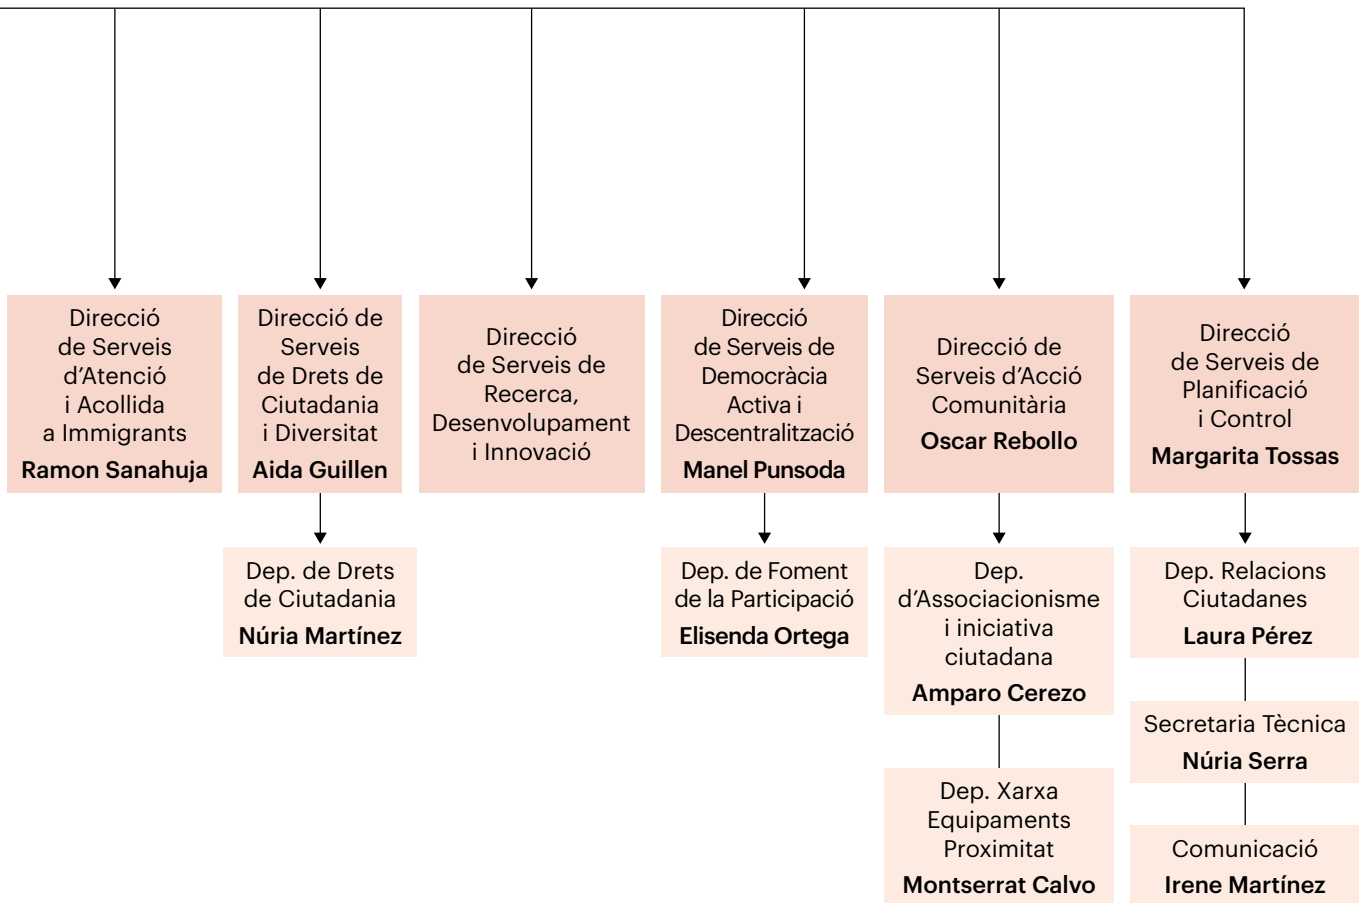 Direcció
de Serveis
d’Atenció
i Acollida
a Immigrants
Ramon Sanahuja
Direcció de
Serveis
de Drets de
Ciutadania
i Diversitat
Aida Guillen
Direcció
de Serveis de
Recerca,
Desenvolupament
i Innovació
Direcció
de Serveis de
Democràcia
Activa i
Descentralització
Manel Punsoda
Direcció de
Serveis d’Acció
Comunitària
Oscar Rebollo
Direcció
de Serveis de
Planificació
i Control
Margarita Tossas
Dep. de Drets
de Ciutadania
Núria Martínez
Dep. de Foment
de la Participació
Elisenda Ortega
Dep.
d’Associacionisme
i iniciativa
ciutadana
Amparo Cerezo
Dep. Relacions
Ciutadanes
Laura Pérez
Secretaria Tècnica
Núria Serra
Dep. Xarxa
Equipaments
Proximitat
Montserrat Calvo
Comunicació
Irene Martínez